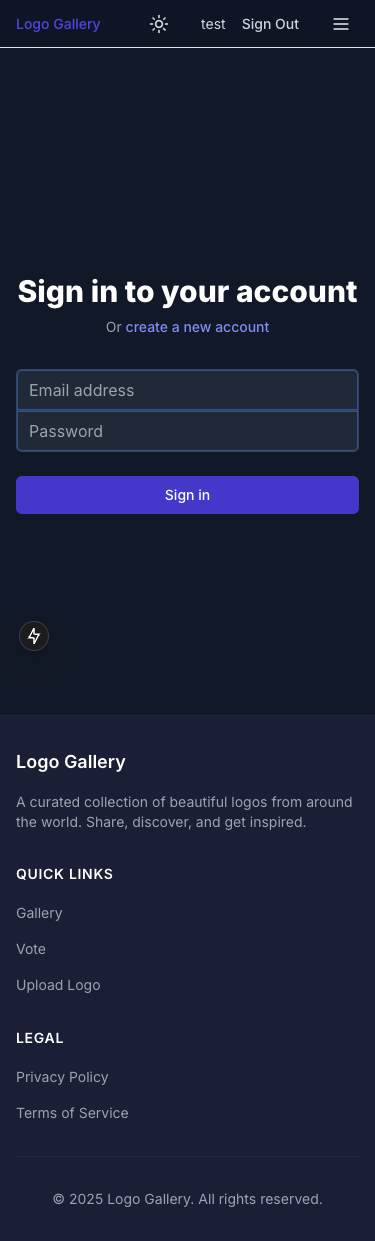 Logo Gallery
test
Sign Out
Sign in to your account
Or create a new account
Email address
Password
Sign in
Logo Gallery
A curated collection of beautiful logos from around
the world. Share, discover, and get inspired.
QUICK LINKS
Gallery
Vote
Upload Logo
LEGAL
Privacy Policy
Terms of Service
© 2025 Logo Gallery. All rights reserved.